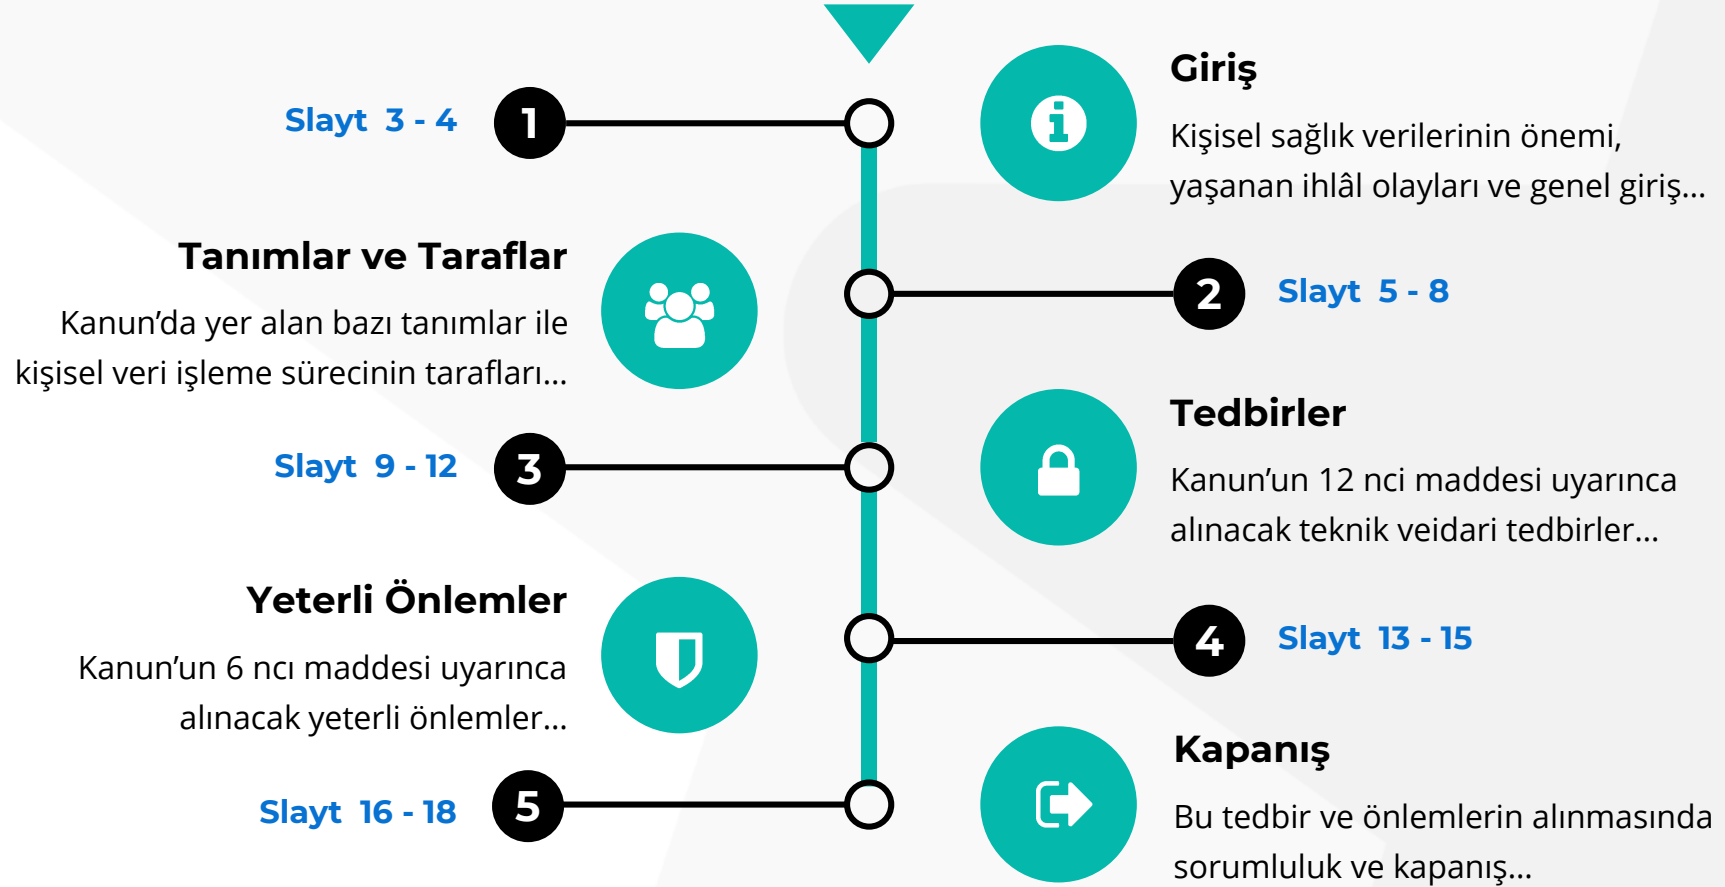 Slayt 3 - 4
1
Giriş
Kişisel sağlık verilerinin önemi,
yaşanan ihlâl olayları ve genel giriş...
Tanımlar ve Taraflar
Kanun’da yer alan bazı tanımlar ile
kişisel veri işleme sürecinin tarafları...
2
Slayt 5 - 8
Slayt 9 - 12
3
Tedbirler
Kanun’un 12 nci maddesi uyarınca
alınacak teknik veidari tedbirler...
Yeterli Önlemler
Kanun’un 6 ncı maddesi uyarınca
alınacak yeterli önlemler...
4
Slayt 13 - 15
Slayt 16 - 18
5
Kapanış
Bu tedbir ve önlemlerin alınmasında
sorumluluk ve kapanış...